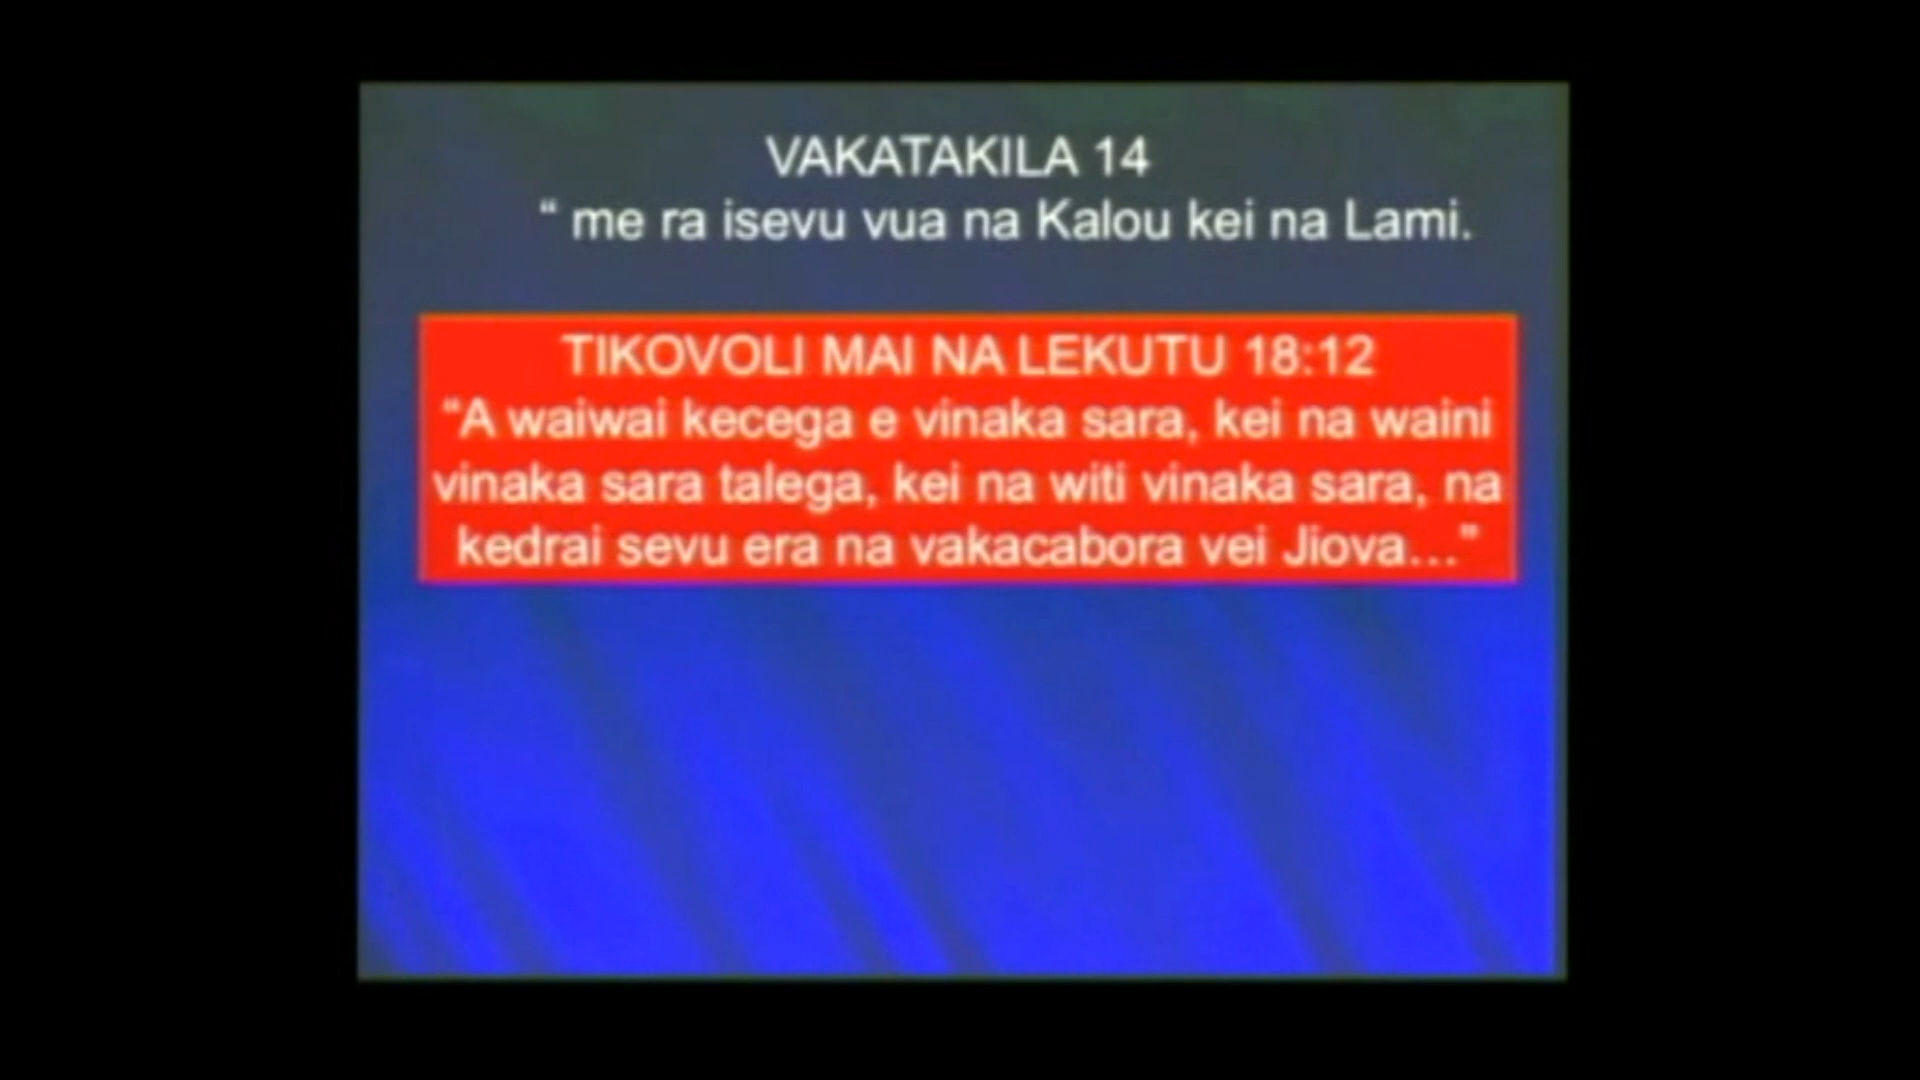 VAKATAKILA 14
“ me ra isevu vua na Kalou kei na Lami.
TIKOVOLI MAI NA LEKUTU 18:12
“A waiwai kecega e vinaka sara, kei na waini
vinaka sara talega, kei na witi vinaka sara, na
kedrai sevu era na vakacabora vei Jiova…”